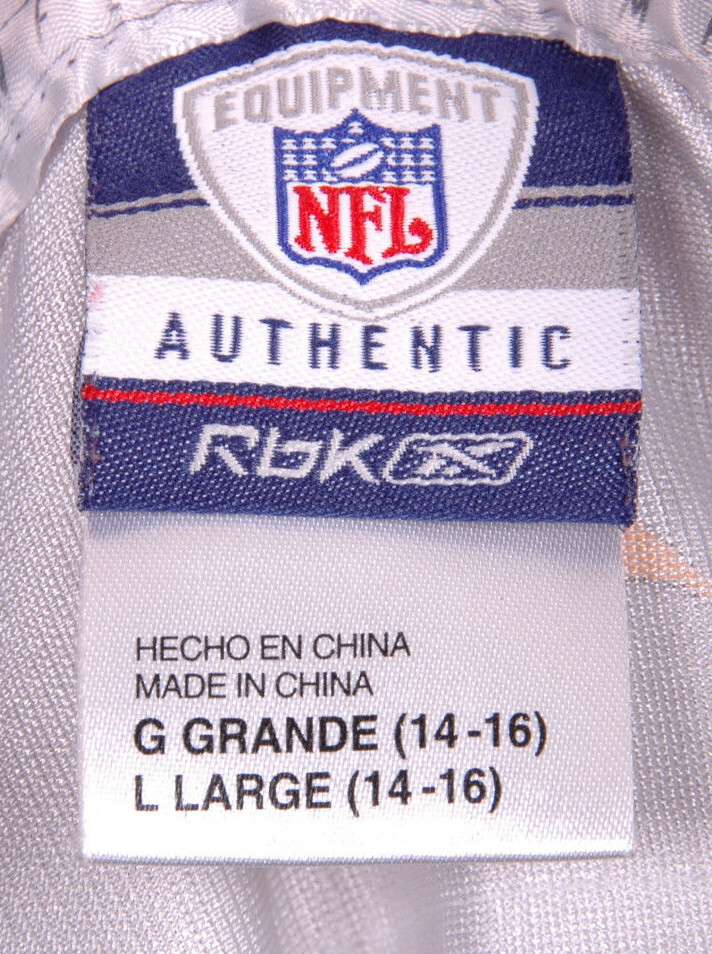 EQUIPMENT
NFL
AUTHENTIC
RbK
HECHO EN CHINA
MADE IN CHINA
G GRANDE (14-16)
L LARGE (14-16)